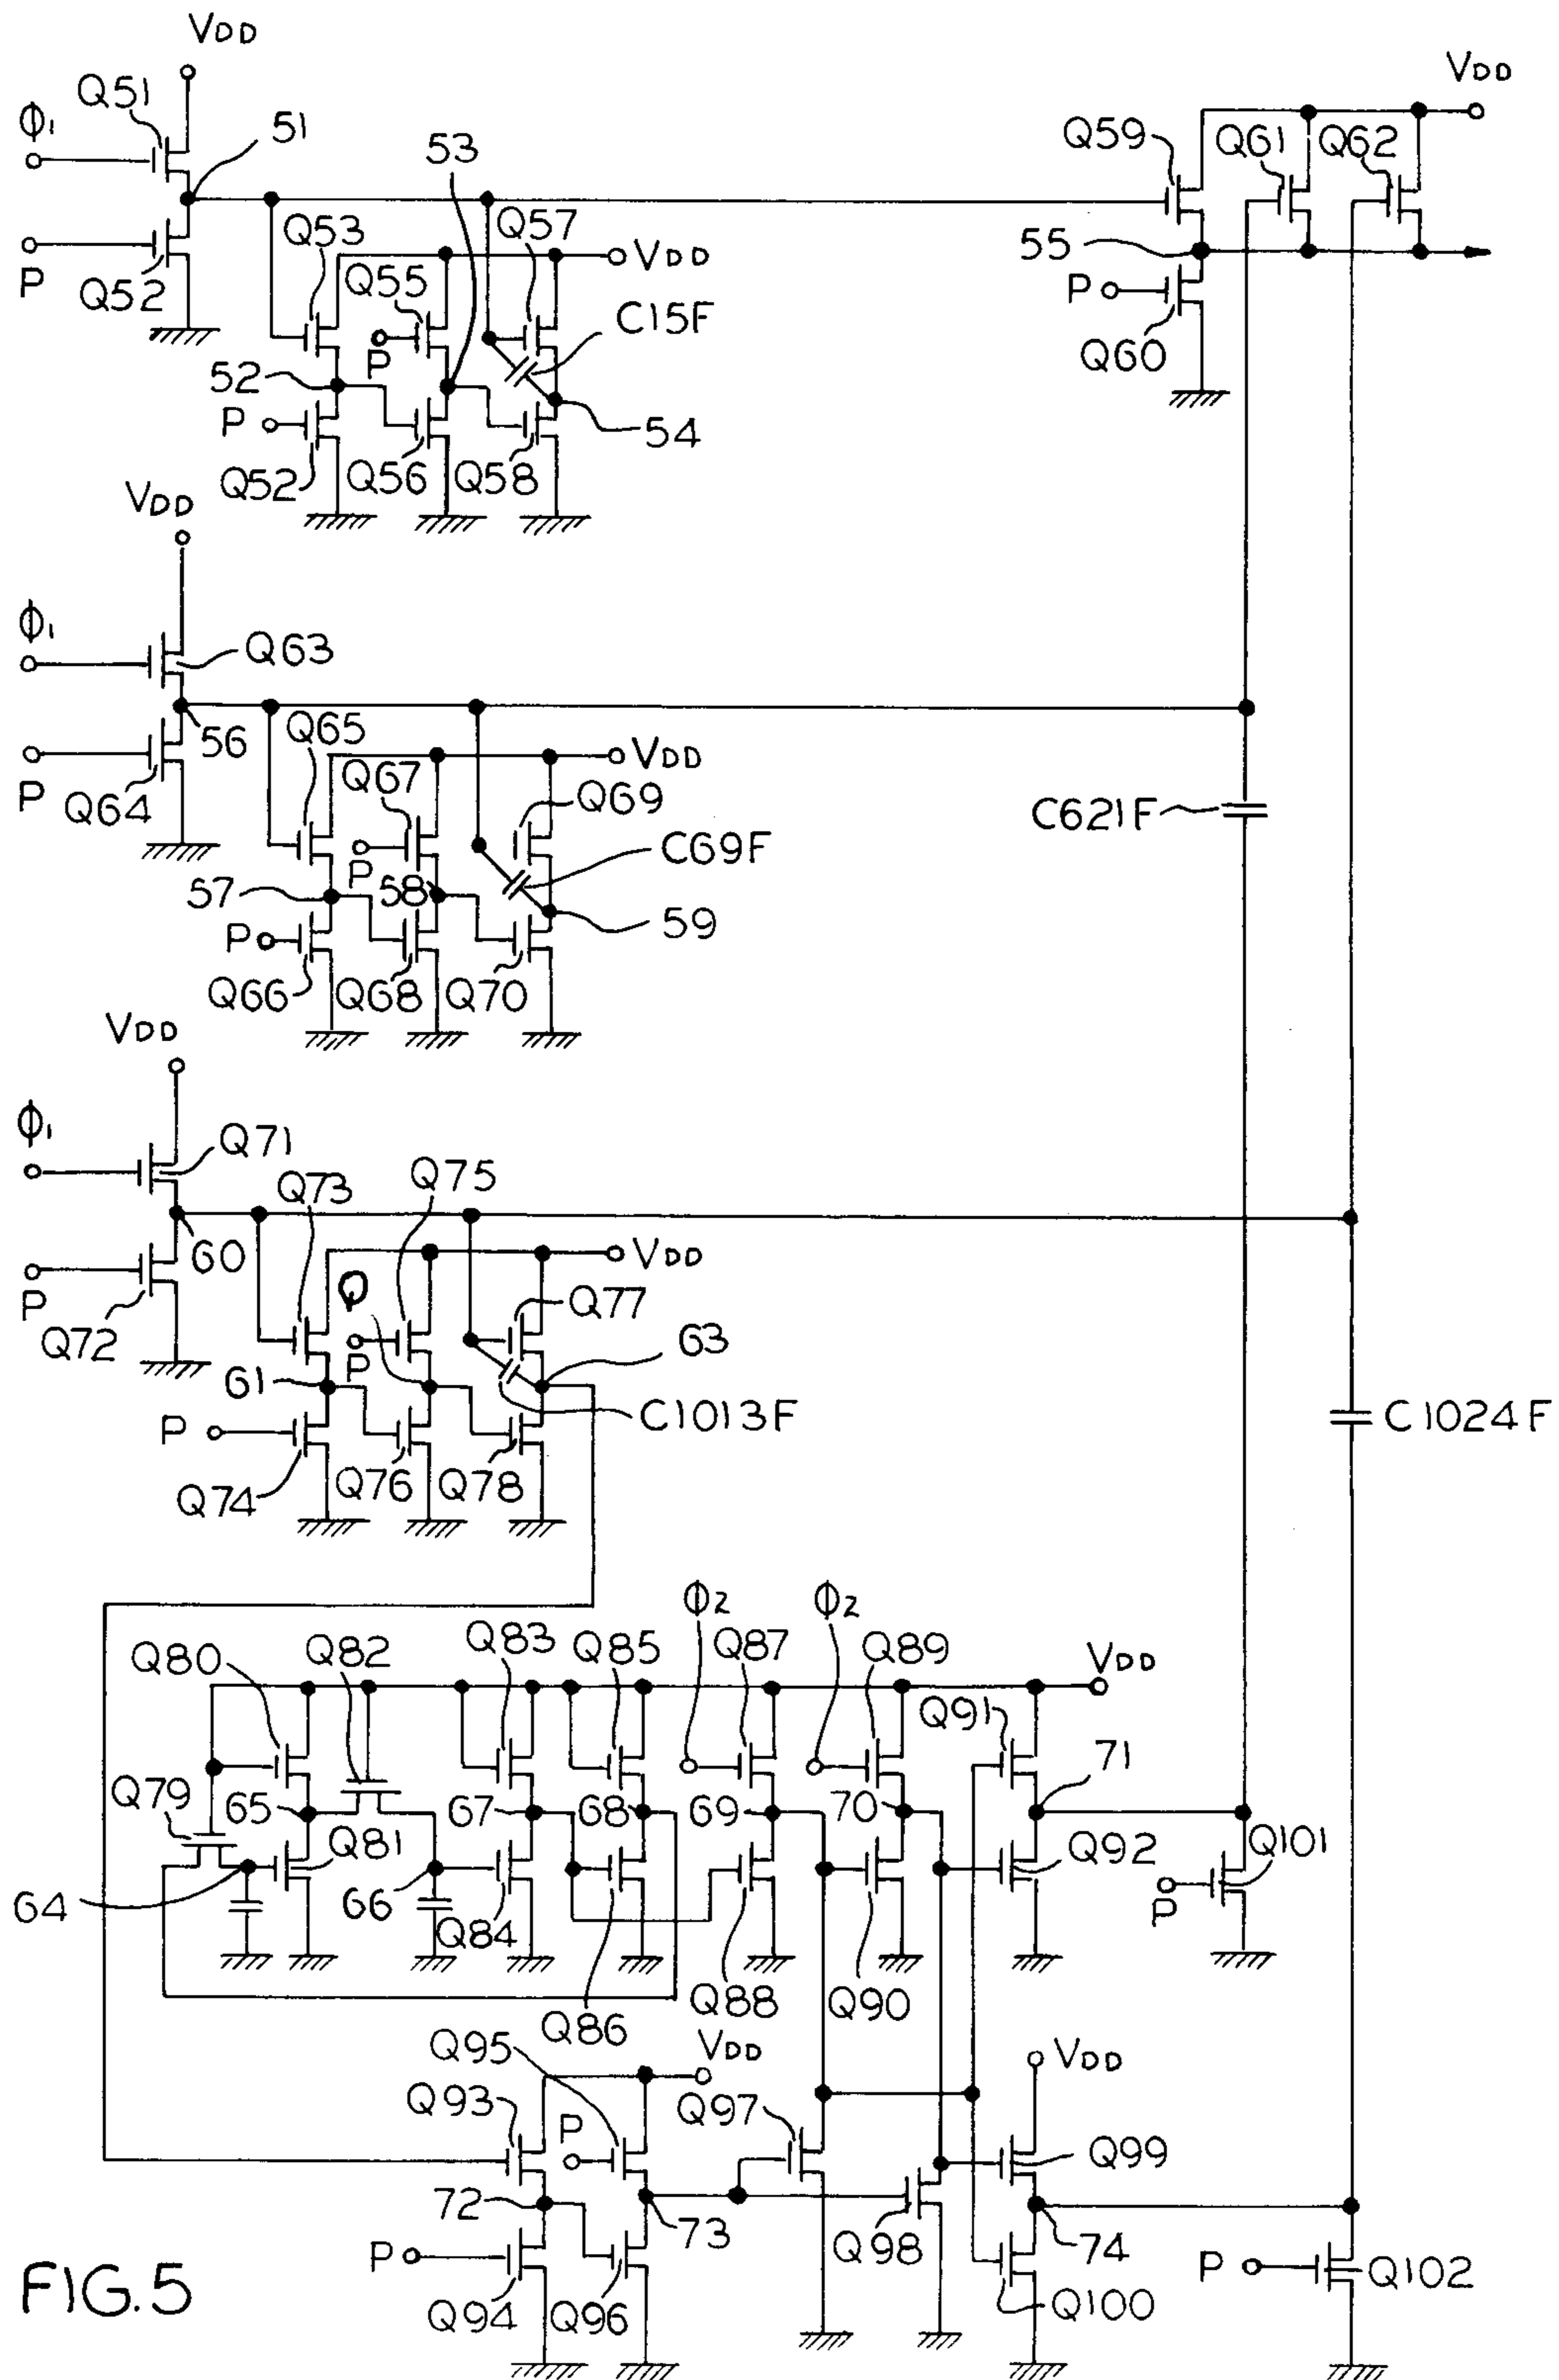 VDD
VDD
Q51
Φ1
51
53
Q59
Q61
Q62
Q53
Q57
VDD
P
Q52
Q55
C15F
55
P
P
Q60
52
P
54
Q52
Q56
Q58
VDD
Φ1
Q63
56
Q65
P
Q64
VDD
Q67
Q69
C621F
C69F
P
57
58
59
P
Q66
Q68
Q70
VDD
Φ1
Q71
Q73
Q75
60
VDD
P
Q
Q77
Q72
63
P
61
C1013F
C1024F
P
Q76
Q78
Q74
Φ2
Φ2
Q80
Q82
Q83
Q85
Q87
Q89
VDD
Q91
71
Q79
65
67
68
69
70
Q81
Q92
Q101
64
66
Q84
P
Q88
Q90
Q86
Q95
VDD
VDD
Q93
P
Q97
Q99
72
73
Q98
74
P
P
Q102
Q94
Q96
Q100
FIG.5